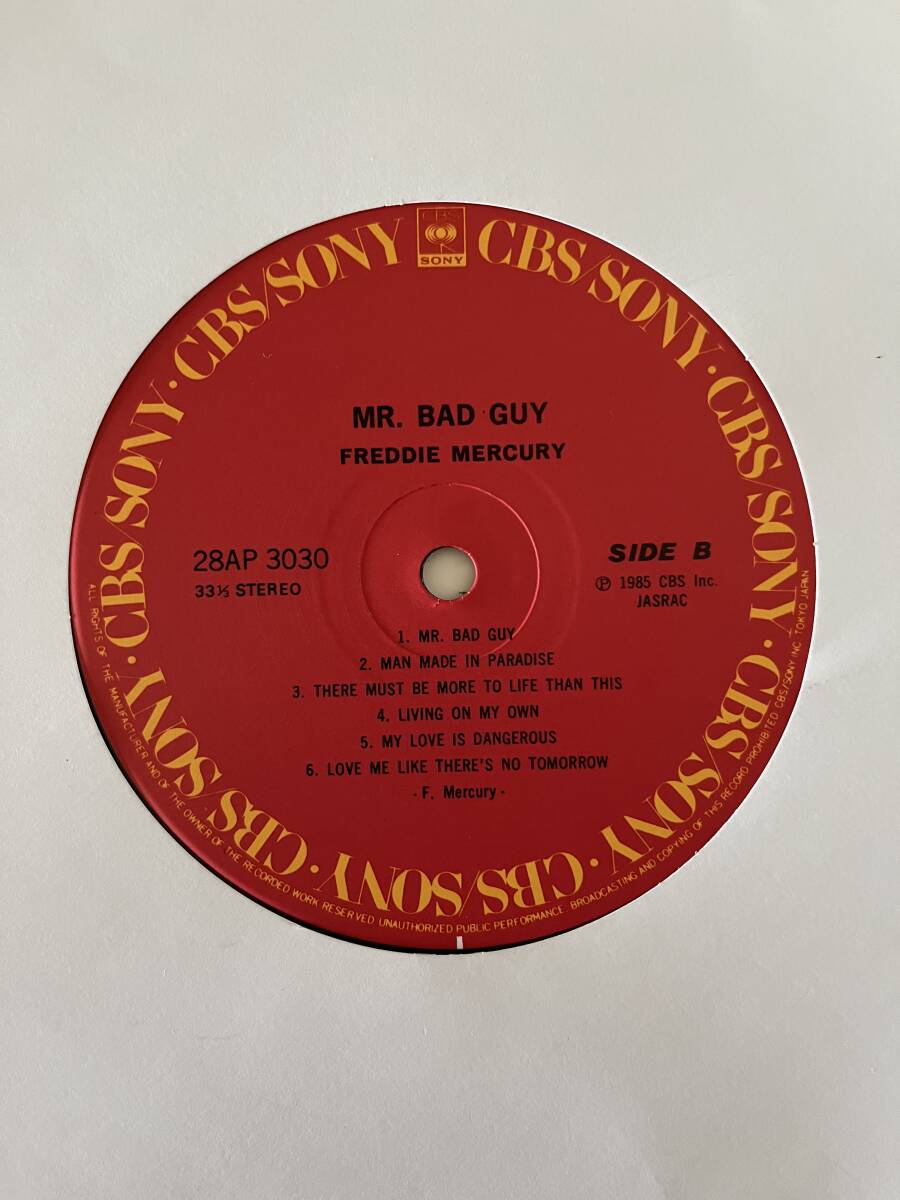 CBS
SONY
CBS/SONY · CBS/SONY · CBS/SONY · CBS/SONY · CBS/SONY · CBS/SONY · CBS/SONY · CBS/SONY
MR. BAD GUY
FREDDIE MERCURY
28AP 3030
33⅓ STEREO
SIDE B
Ⓟ 1985 CBS Inc.
JASRAC
1. MR. BAD GUY
2. MAN MADE IN PARADISE
3. THERE MUST BE MORE TO LIFE THAN THIS
4. LIVING ON MY OWN
5. MY LOVE IS DANGEROUS
6. LOVE ME LIKE THERE'S NO TOMORROW
- F. Mercury -
ALL RIGHTS OF THE MANUFACTURER AND OF THE OWNER OF THE RECORDED WORK RESERVED UNAUTHORIZED PUBLIC PERFORMANCE. BROADCASTING AND COPYING OF THIS RECORD PROHIBITED CBS/SONY INC. TOKYO JAPAN